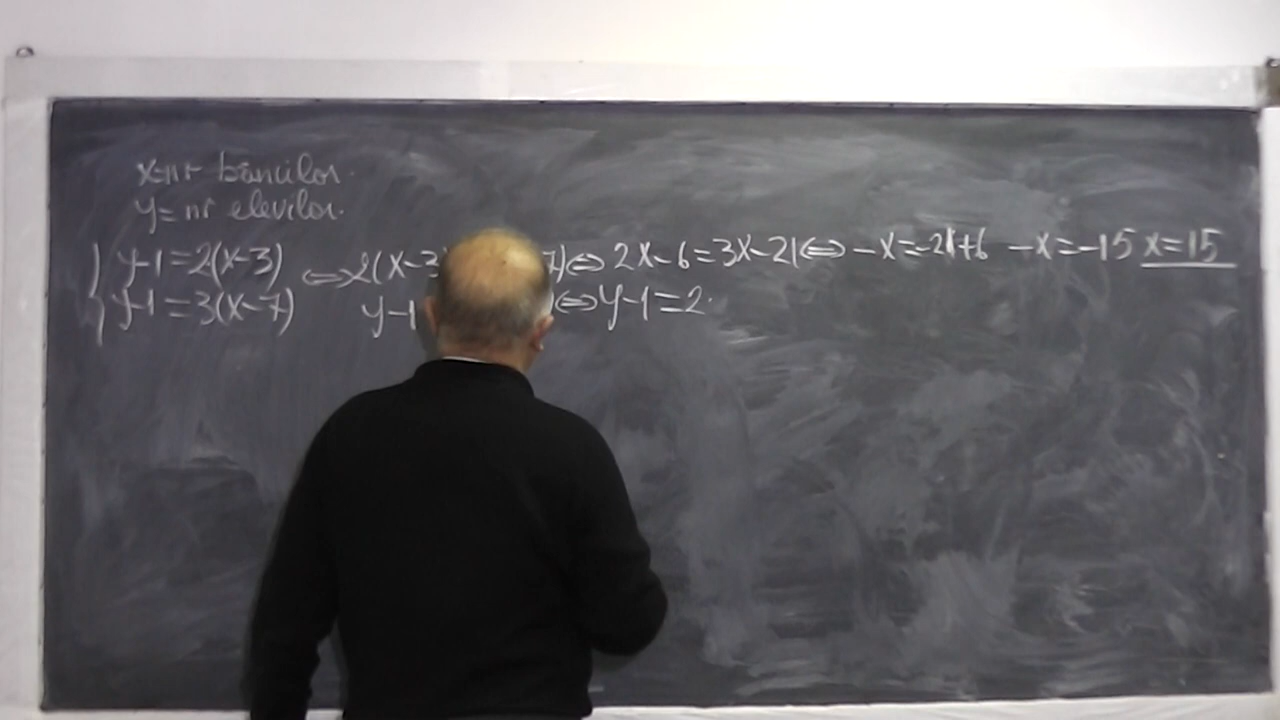 x=nr băncilor.
y=nr elevilor.
y-1=2(x-3) ⇔ 2(x-3 7) ⇔ 2x-6=3x-21 ⇔ -x=-21+6 -x=-15 x=15
y-1=3(x-7) y-1 ) ⇔ y-1=2·